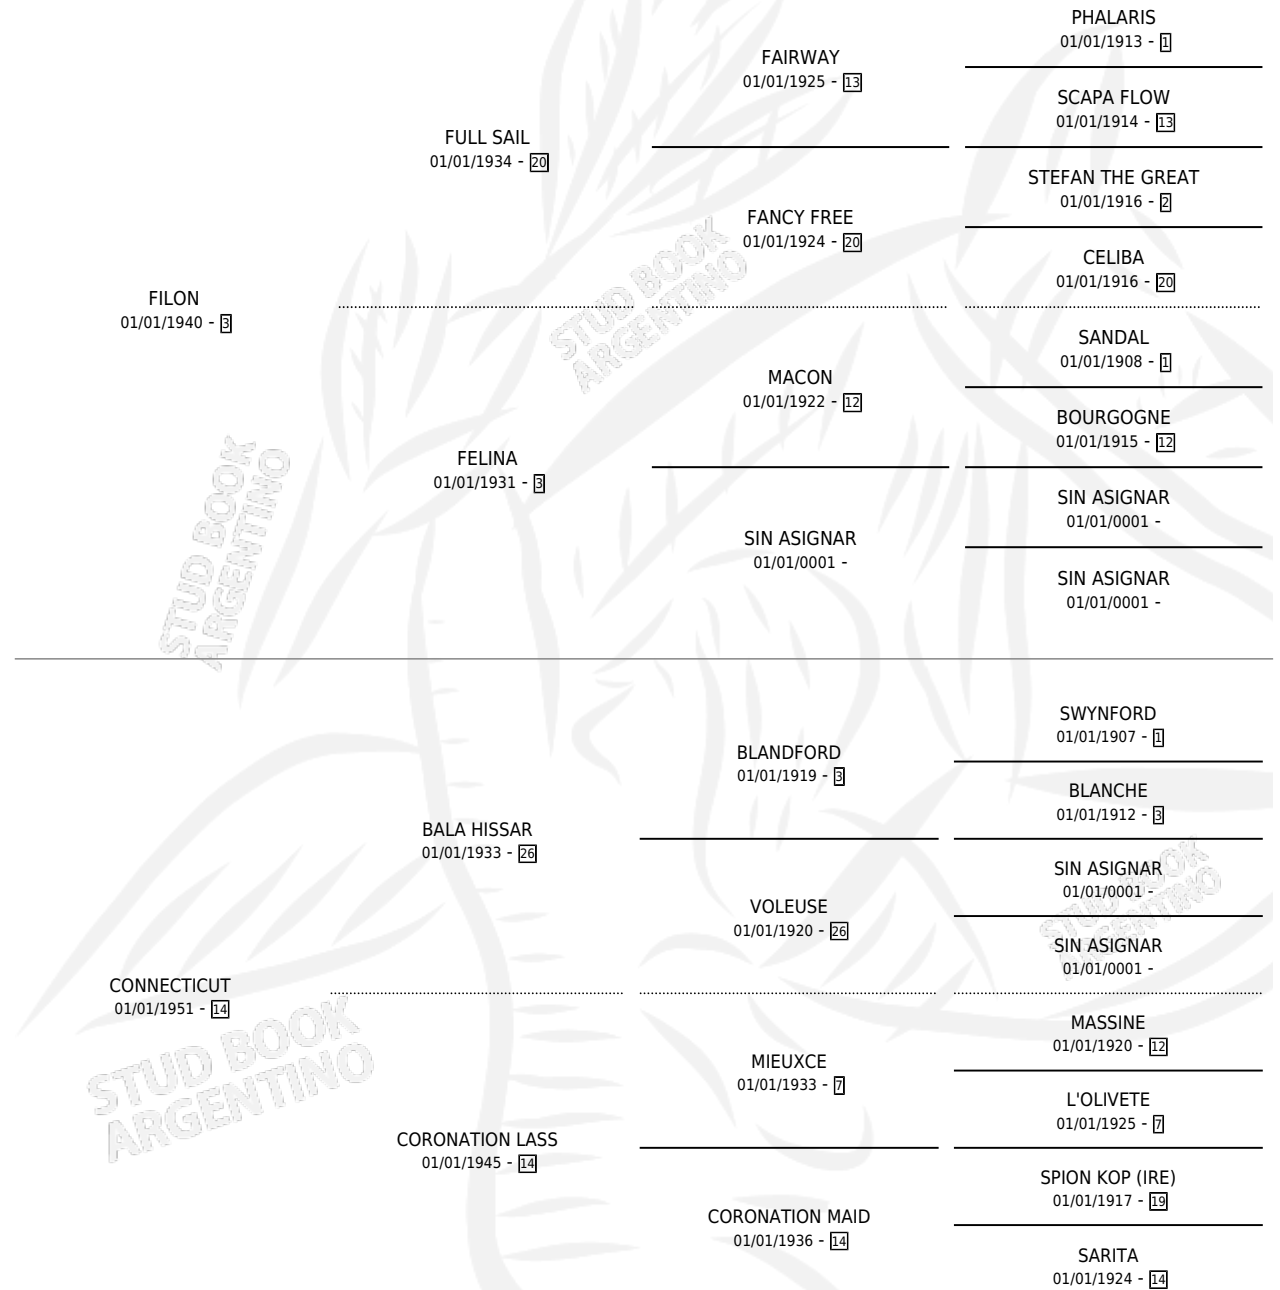 PHALARIS
01/01/1913 - 1
FAIRWAY
01/01/1925 - 13
SCAPA FLOW
01/01/1914 - 13
FULL SAIL
01/01/1934 - 20
STEFAN THE GREAT
01/01/1916 - 2
FANCY FREE
01/01/1924 - 20
CELIBA
01/01/1916 - 20
FILON
01/01/1940 - 3
SANDAL
01/01/1908 - 1
MACON
01/01/1922 - 12
BOURGOGNE
01/01/1915 - 12
FELINA
01/01/1931 - 3
SIN ASIGNAR
01/01/0001 -
SIN ASIGNAR
01/01/0001 -
SIN ASIGNAR
01/01/0001 -
SWYNFORD
01/01/1907 - 1
BLANDFORD
01/01/1919 - 3
BLANCHE
01/01/1912 - 3
BALA HISSAR
01/01/1933 - 26
SIN ASIGNAR
01/01/0001 -
VOLEUSE
01/01/1920 - 26
SIN ASIGNAR
01/01/0001 -
CONNECTICUT
01/01/1951 - 14
MASSINE
01/01/1920 - 12
MIEUXCE
01/01/1933 - 7
L'OLIVETE
01/01/1925 - 7
CORONATION LASS
01/01/1945 - 14
SPION KOP (IRE)
01/01/1917 - 19
CORONATION MAID
01/01/1936 - 14
SARITA
01/01/1924 - 14
STUD BOOK
ARGENTINO
STUD BOOK
ARGENTINO
STUD BOOK
ARGENTINO
STUD BOOK
ARGENTINO